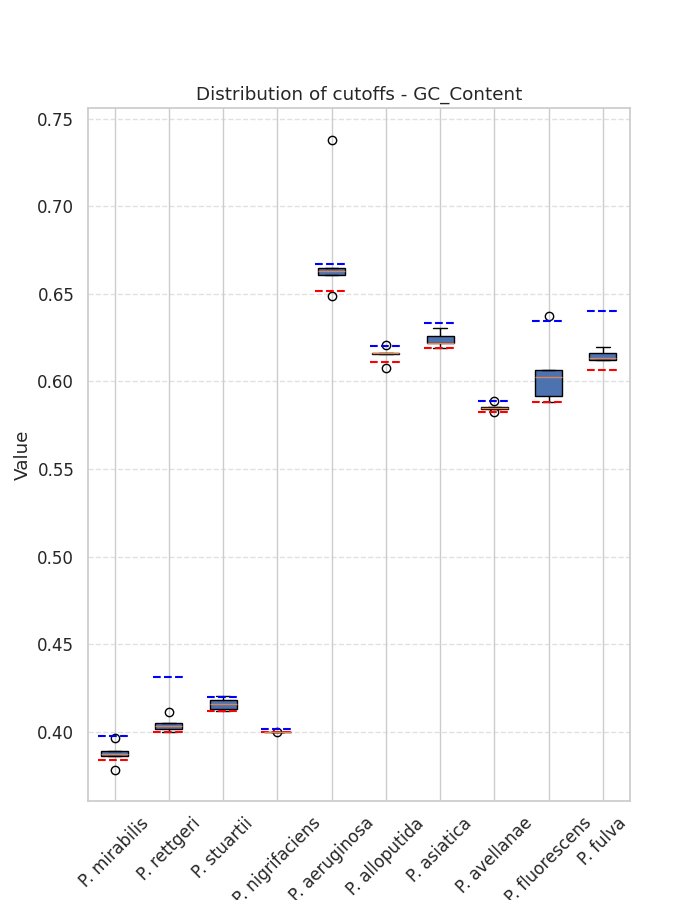 Distribution of cutoffs - GC_Content
Value
0.75
0.70
0.65
0.60
0.55
0.50
0.45
0.40
P. mirabilis
P. rettgeri
P. stuartii
P. nigrifaciens
P. aeruginosa
P. alloputida
P. asiatica
P. avellanae
P. fluorescens
P. fulva